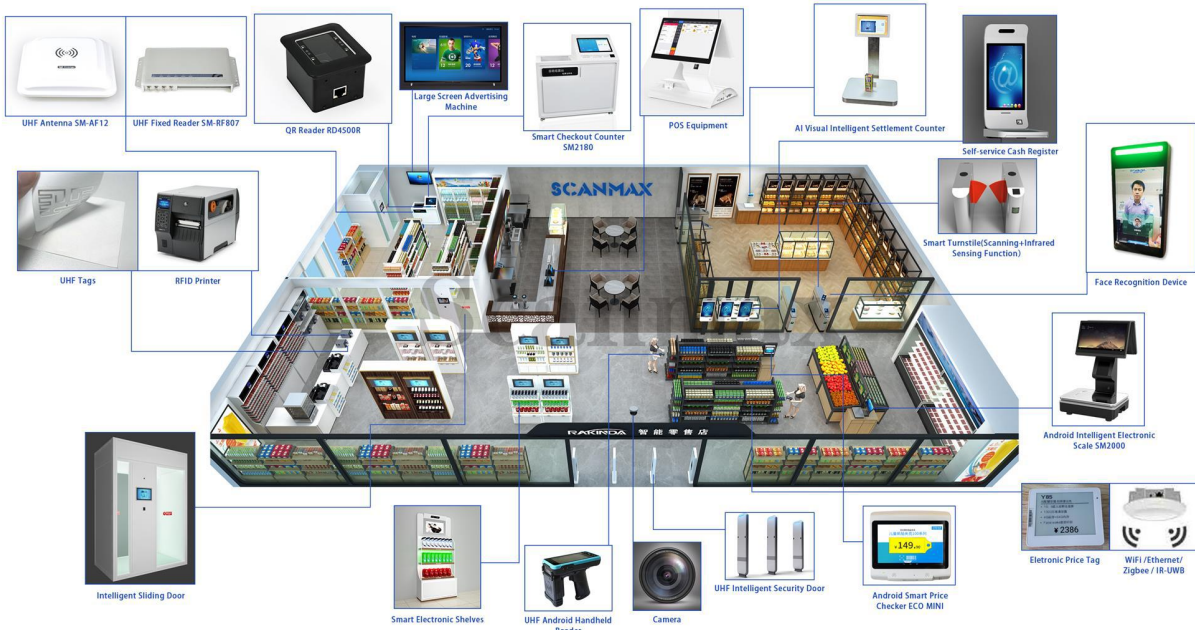 Large Screen Advertising
Machine
UHF Antenna SM-AF12
UHF Fixed Reader SM-RF807
QR Reader RD4500R
Smart Checkout Counter
SM2180
POS Equipment
AI Visual Intelligent Settlement Counter
Self-service Cash Register
SCANMAX
UHF Tags
RFID Printer
Smart Turnstile(Scanning+Infrared
Sensing Function)
Face Recognition Device
Scanmax
RAKINDA 智能零售店
Android Intelligent Electronic
Scale SM2000
Intelligent Sliding Door
Smart Electronic Shelves
UHF Android Handheld
Reader
Camera
UHF Intelligent Security Door
149
Android Smart Price
Checker ECO MINI
¥ 2386
Eletronic Price Tag
WiFi /Ethernet/
Zigbee / IR-UWB